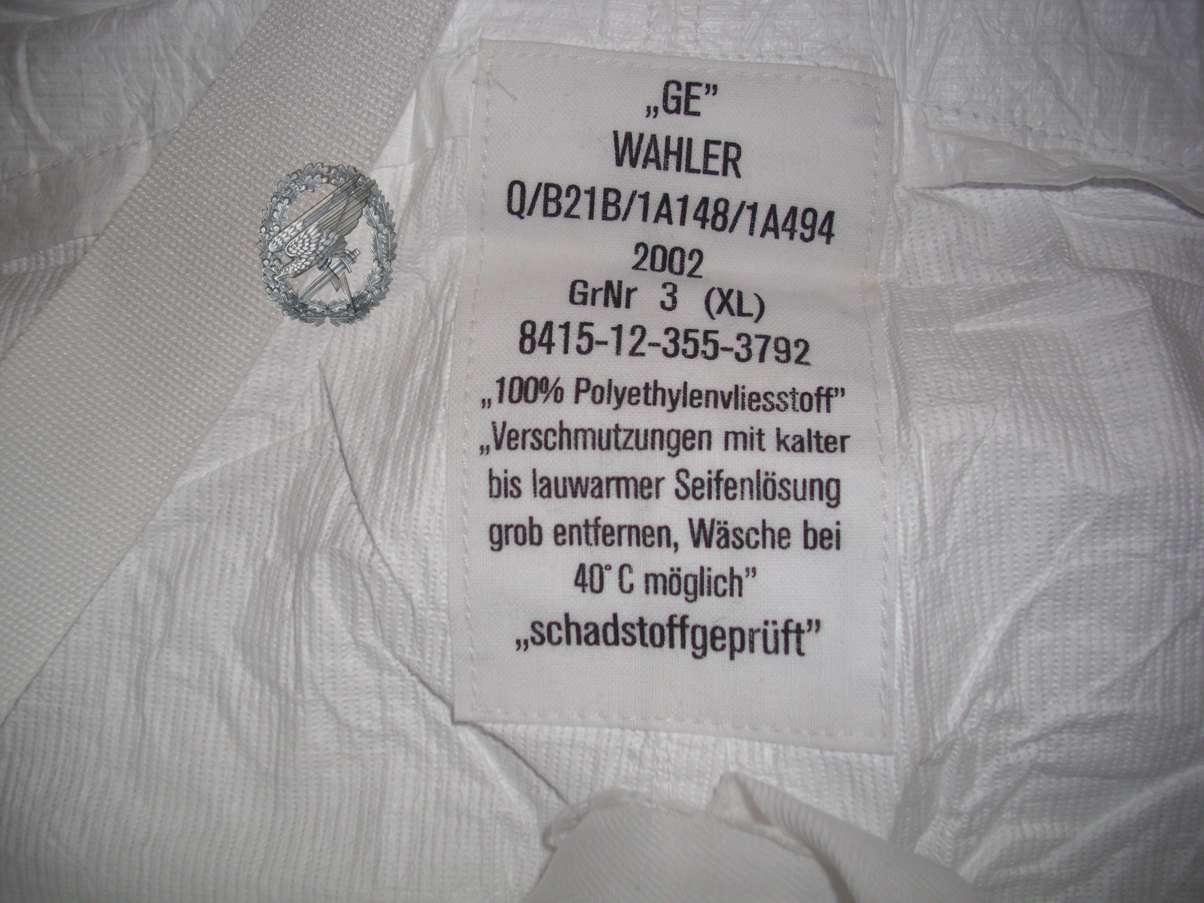 „GE”
WAHLER
Q/B21B/1A148/1A494
2002
GrNr 3 (XL)
8415-12-355-3792
„100% Polyethylenvliesstoff”
„Verschmutzungen mit kalter
bis lauwarmer Seifenlösung
grob entfernen, Wäsche bei
40° C möglich”
„schadstoffgeprüft”